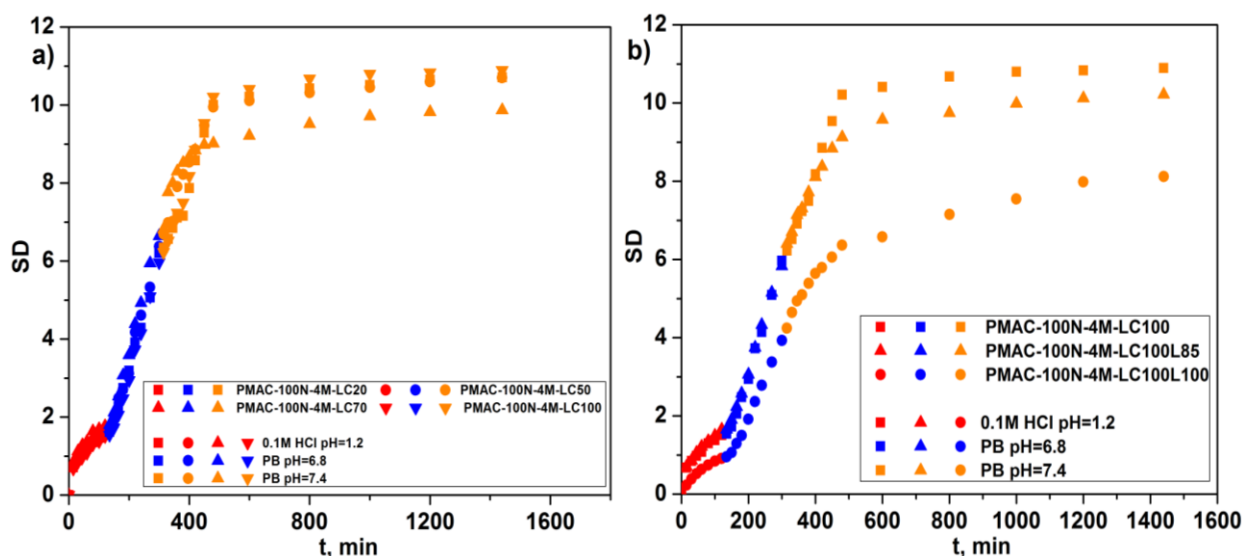 a)
12
10
8
6
4
2
0
SD
0 400 800 1200 1600
t, min
PMAC-100N-4M-LC20 PMAC-100N-4M-LC50
PMAC-100N-4M-LC70 PMAC-100N-4M-LC100
0.1M HCl pH=1.2
PB pH=6.8
PB pH=7.4
b)
12
10
8
6
4
2
0
SD
0 200 400 600 800 1000 1200 1400 1600
t, min
PMAC-100N-4M-LC100
PMAC-100N-4M-LC100L85
PMAC-100N-4M-LC100L100
0.1M HCl pH=1.2
PB pH=6.8
PB pH=7.4